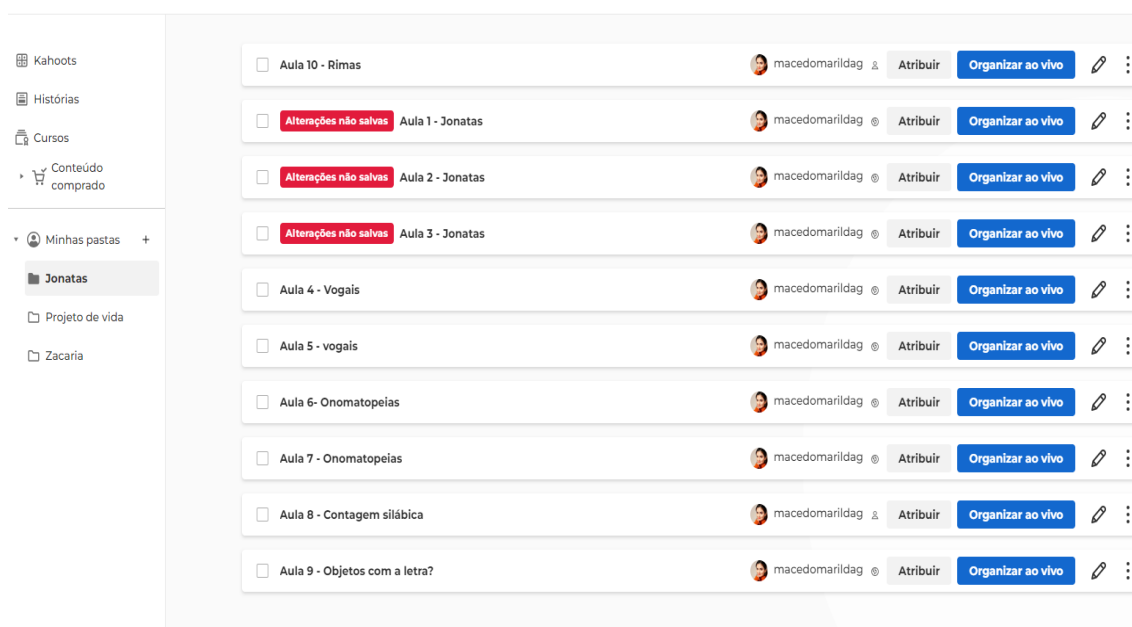 Kahoots
Histórias
Cursos
Conteúdo
comprado
Minhas pastas +
Jonatas
Projeto de vida
Zacaria
Aula 10 - Rimas macedomarildag Atribuir Organizar ao vivo
Alterações não salvas Aula 1 - Jonatas macedomarildag Atribuir Organizar ao vivo
Alterações não salvas Aula 2 - Jonatas macedomarildag Atribuir Organizar ao vivo
Alterações não salvas Aula 3 - Jonatas macedomarildag Atribuir Organizar ao vivo
Aula 4 - Vogais macedomarildag Atribuir Organizar ao vivo
Aula 5 - vogais macedomarildag Atribuir Organizar ao vivo
Aula 6- Onomatopeias macedomarildag Atribuir Organizar ao vivo
Aula 7 - Onomatopeias macedomarildag Atribuir Organizar ao vivo
Aula 8 - Contagem silábica macedomarildag Atribuir Organizar ao vivo
Aula 9 - Objetos com a letra? macedomarildag Atribuir Organizar ao vivo